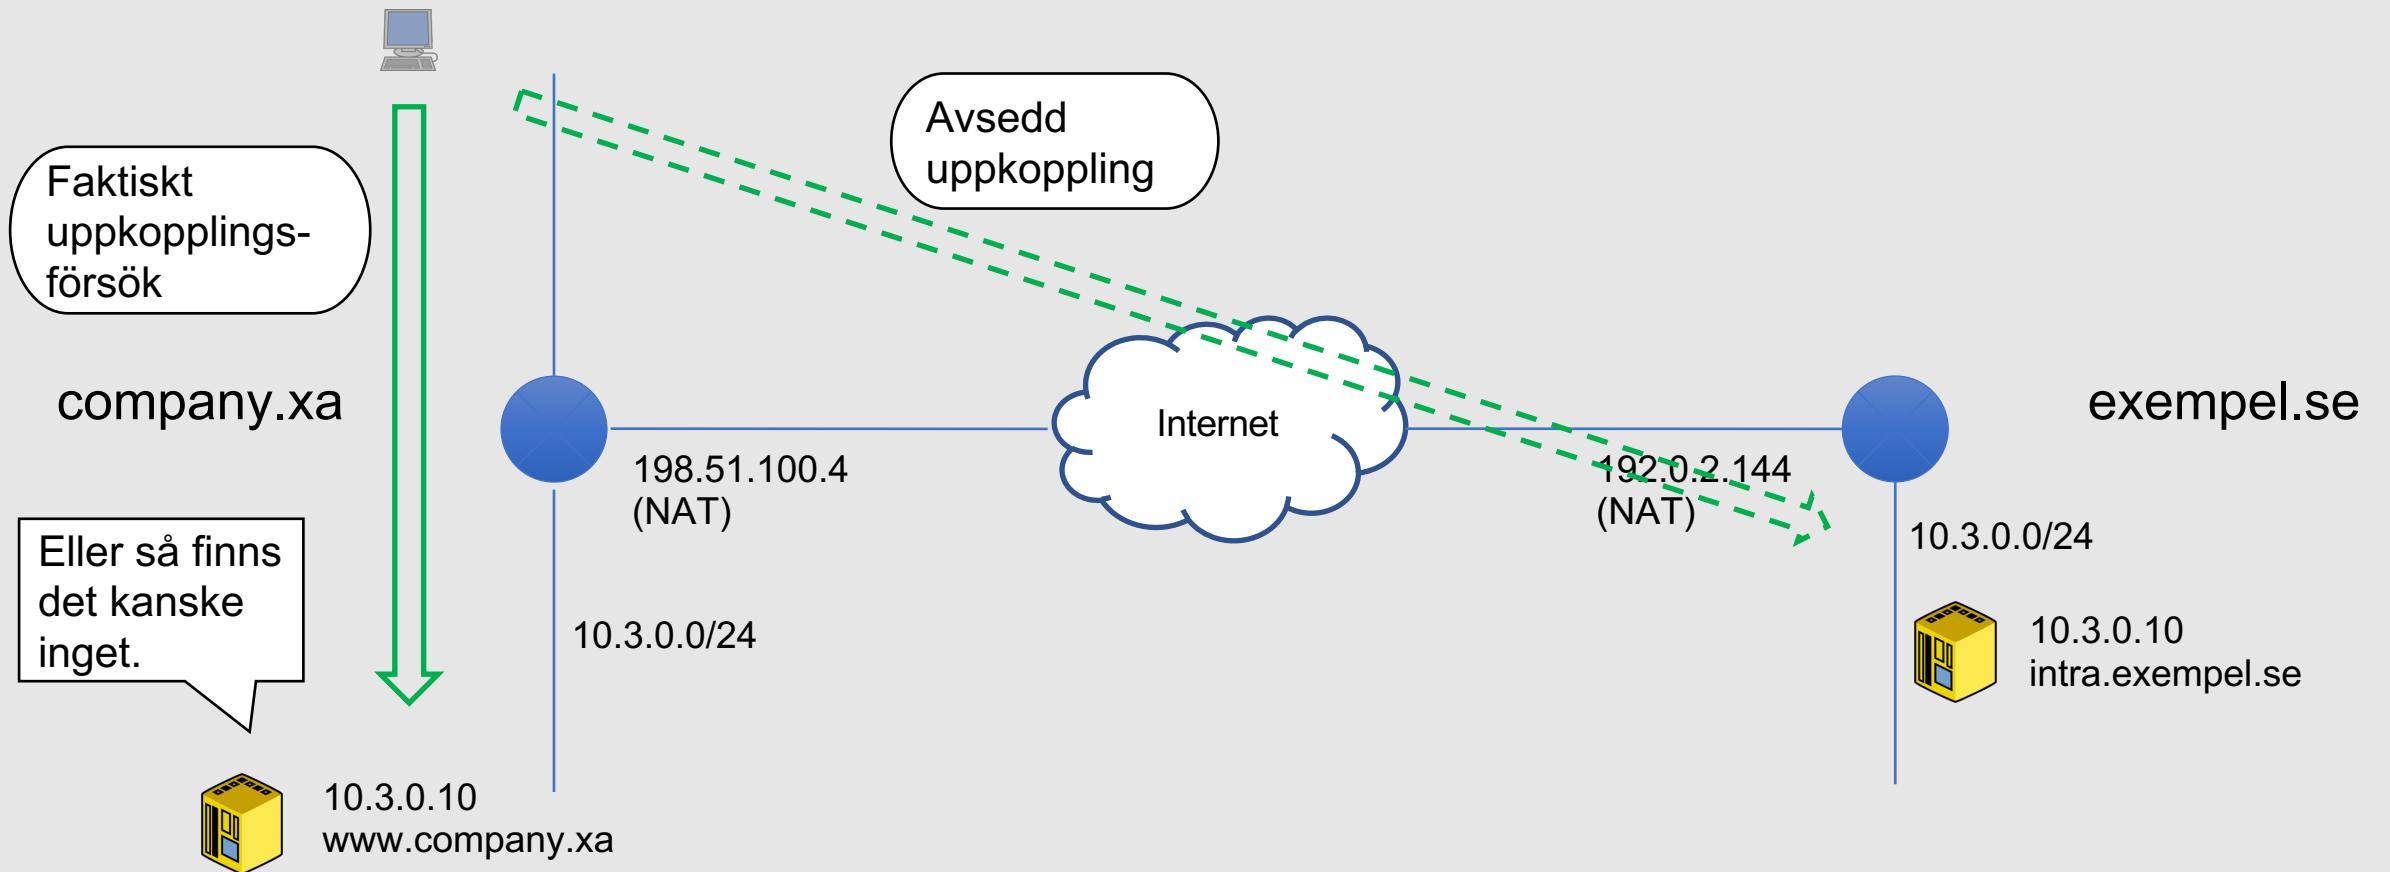 Avsedd
uppkoppling
Faktiskt
uppkopplings-
försök
company.xa
Internet
exempel.se
198.51.100.4
(NAT)
192.0.2.144
(NAT)
10.3.0.0/24
Eller så finns
det kanske
inget.
10.3.0.0/24
10.3.0.10
intra.exempel.se
10.3.0.10
www.company.xa